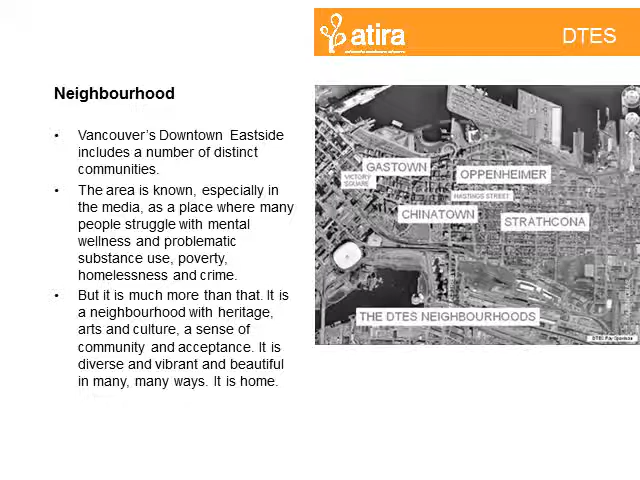 atira
DTES
Neighbourhood
• Vancouver's Downtown Eastside
includes a number of distinct
communities.
• The area is known, especially in
the media, as a place where many
people struggle with mental
wellness and problematic
substance use, poverty,
homelessness and crime.
• But it is much more than that. It is
a neighbourhood with heritage,
arts and culture, a sense of
community and acceptance. It is
diverse and vibrant and beautiful
in many, many ways. It is home.
GASTOWN
OPPENHEIMER
VICTORY
SQUARE
HASTINGS STREET
CHINATOWN
STRATHCONA
THE DTES NEIGHBOURHOODS